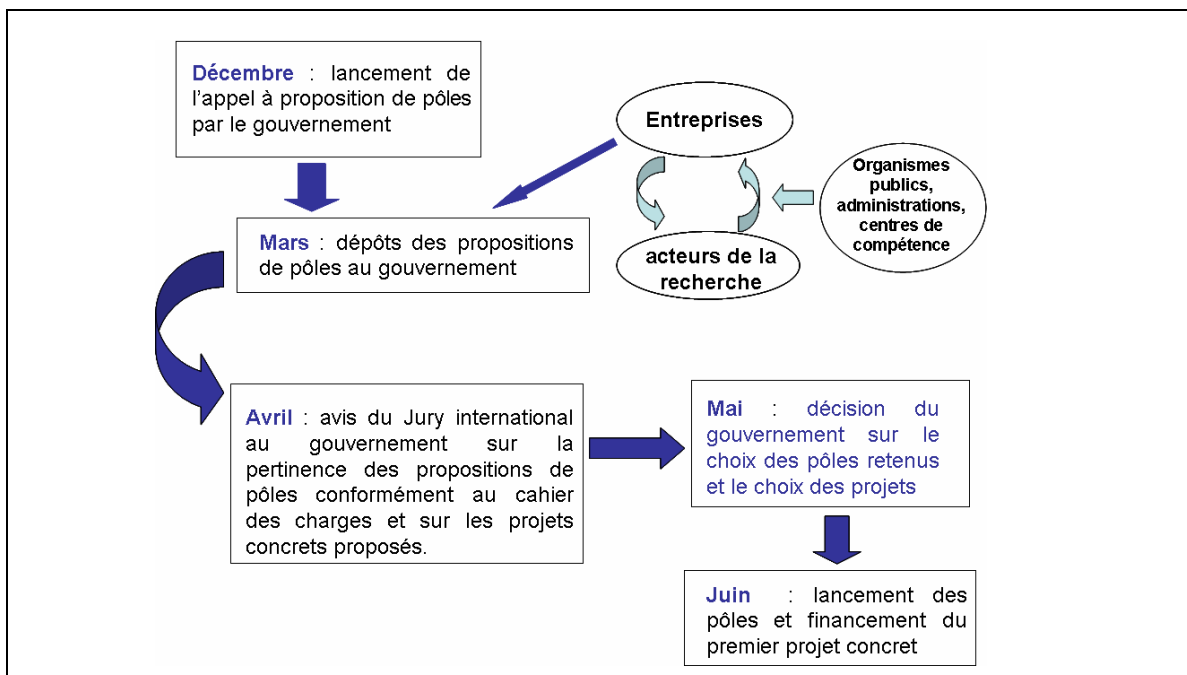 Décembre : lancement de
l'appel à proposition de pôles
par le gouvernement
Entreprises
Organismes
publics,
administrations,
centres de
compétence
Mars : dépôts des propositions
de pôles au gouvernement
acteurs de la
recherche
Avril : avis du Jury international
au gouvernement sur la
pertinence des propositions de
pôles conformément au cahier
des charges et sur les projets
concrets proposés.
Mai : décision du
gouvernement sur le
choix des pôles retenus
et le choix des projets
Juin : lancement des
pôles et financement du
premier projet concret